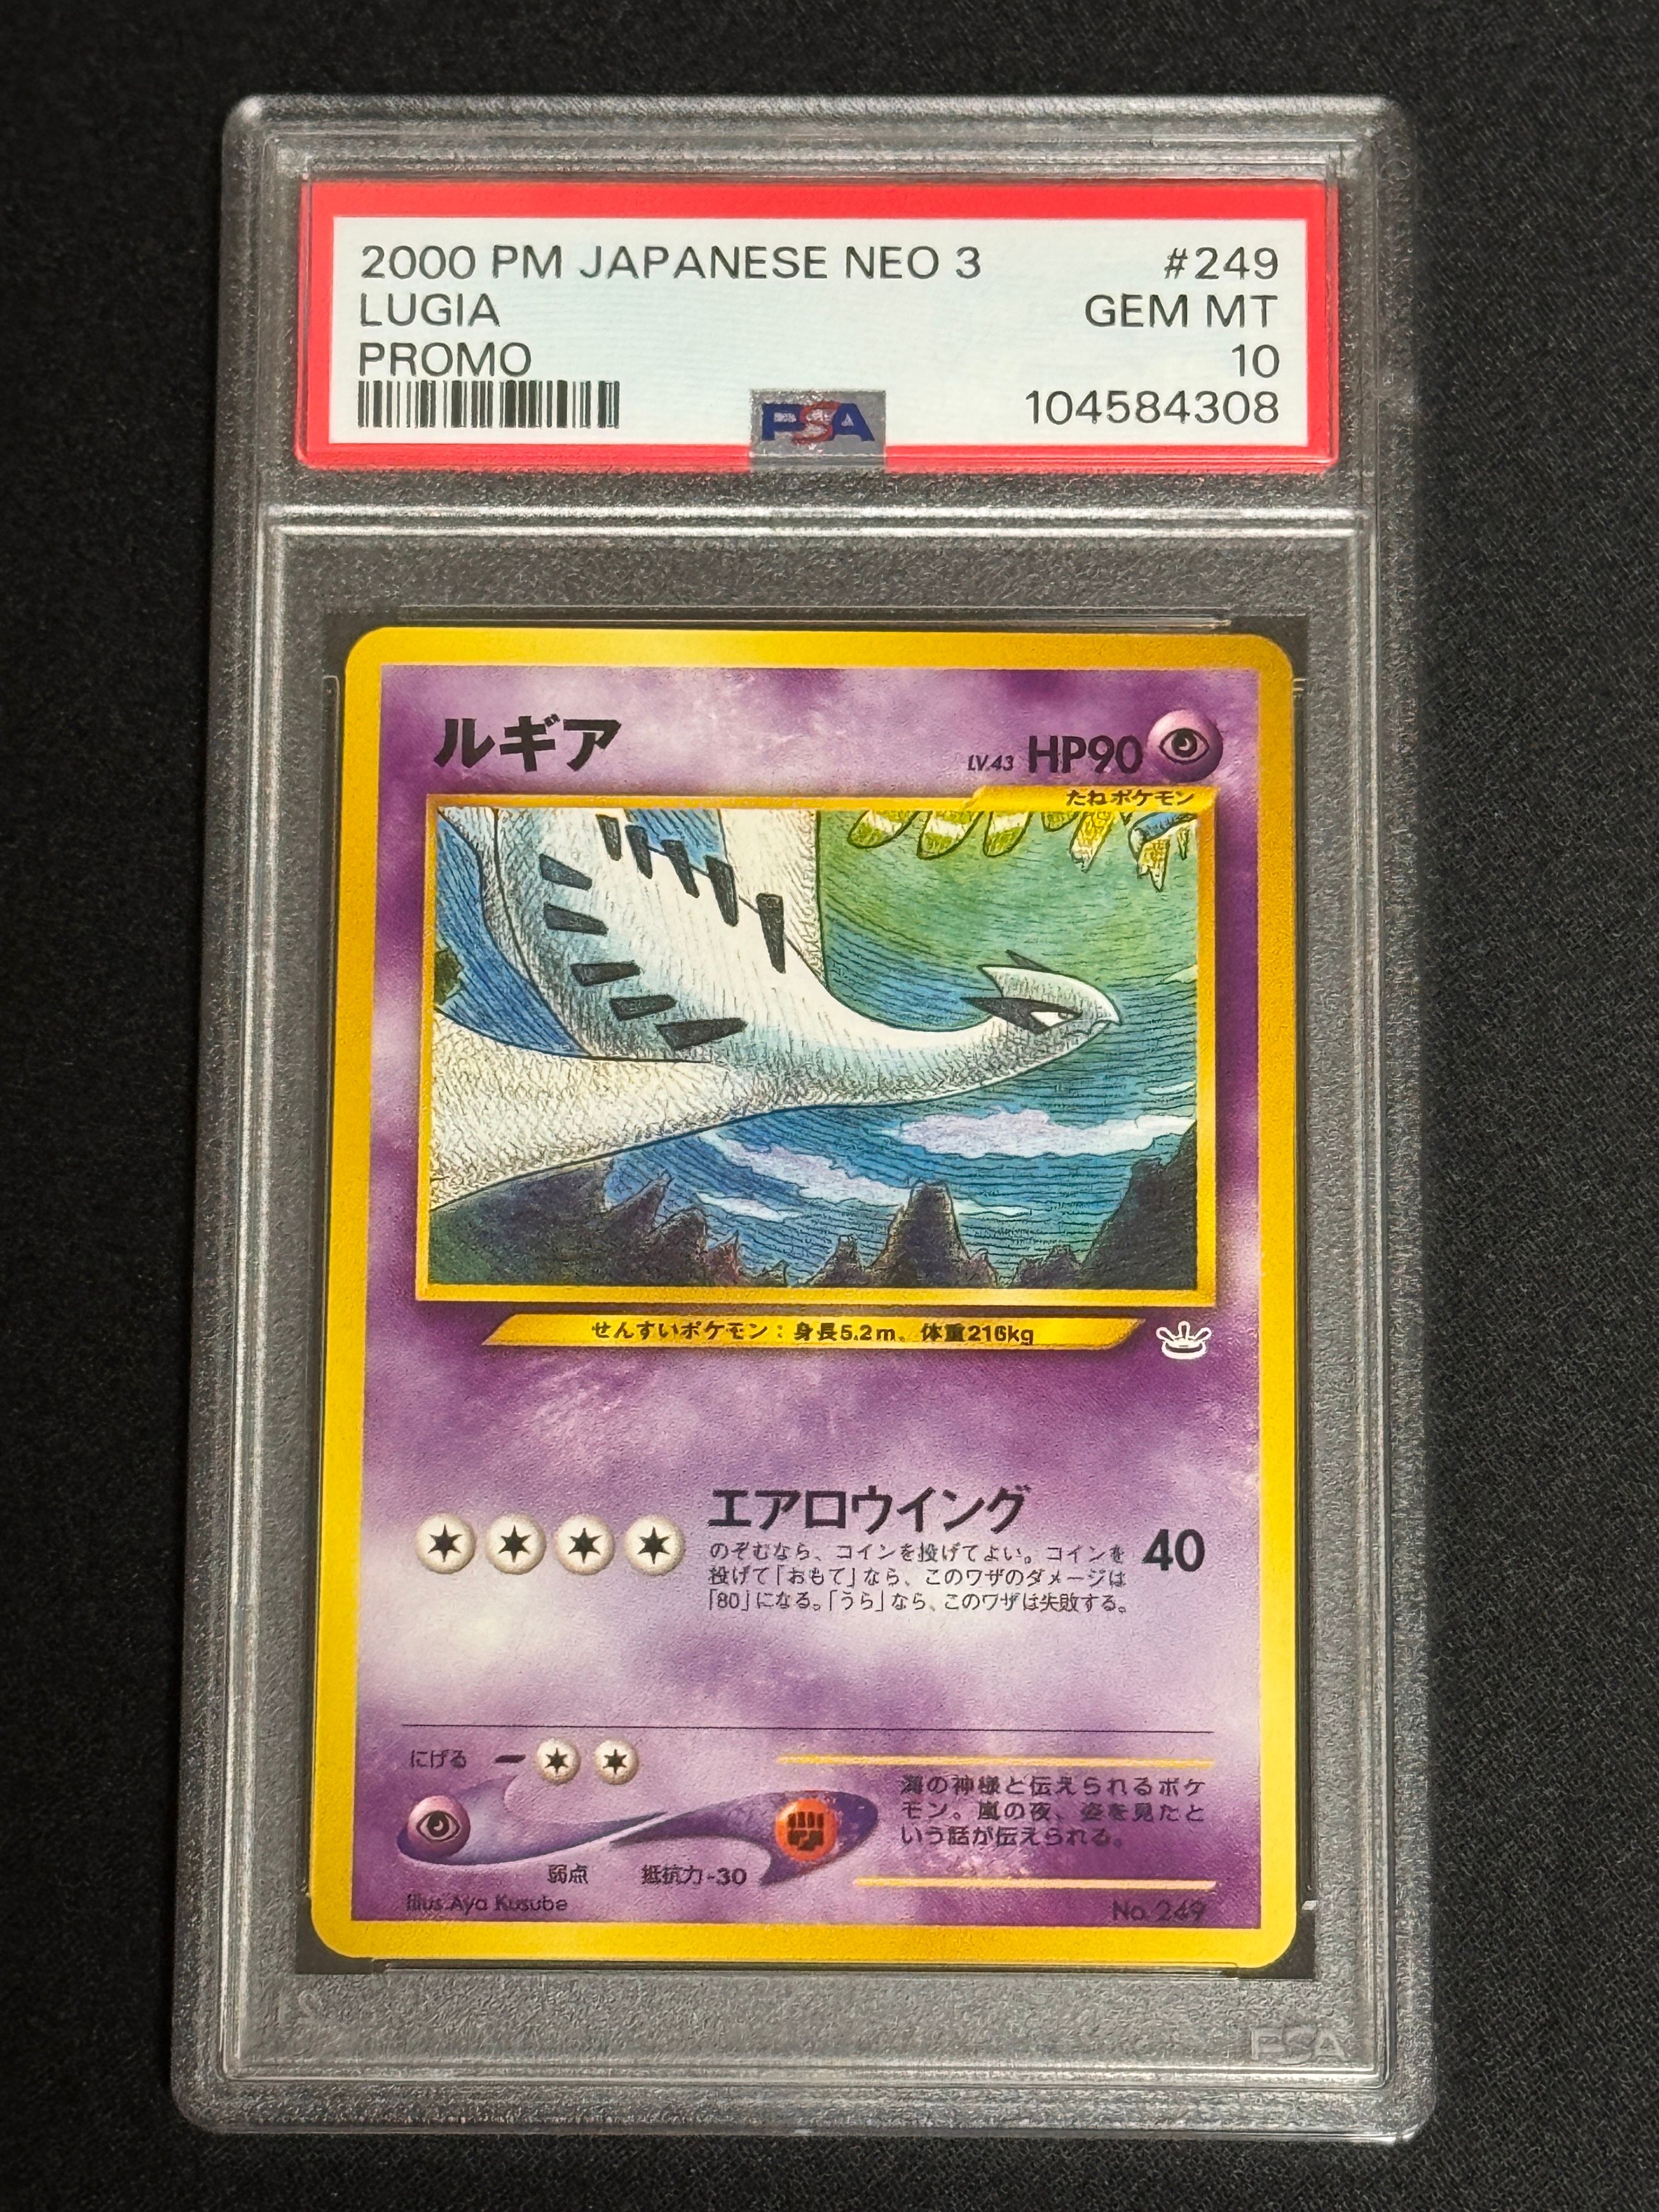 2000 PM JAPANESE NEO 3 #249
LUGIA GEM MT
PROMO 10
PSA 104584308
ルギア LV.43 HP90
たねポケモン
せんすいポケモン：身長5.2m、体重216kg
エアロウイング 40
のぞむなら、コインを投げてよい。コインを
投げて「おもて」なら、このワザのダメージは
「80」になる。「うら」なら、このワザは失敗する。
にげる
海の神様と伝えられるポケ
モン。嵐の夜、姿を見たと
いう話が伝えられる。
弱点 抵抗力-30
Illus. Aya Kusube No. 249
PSA